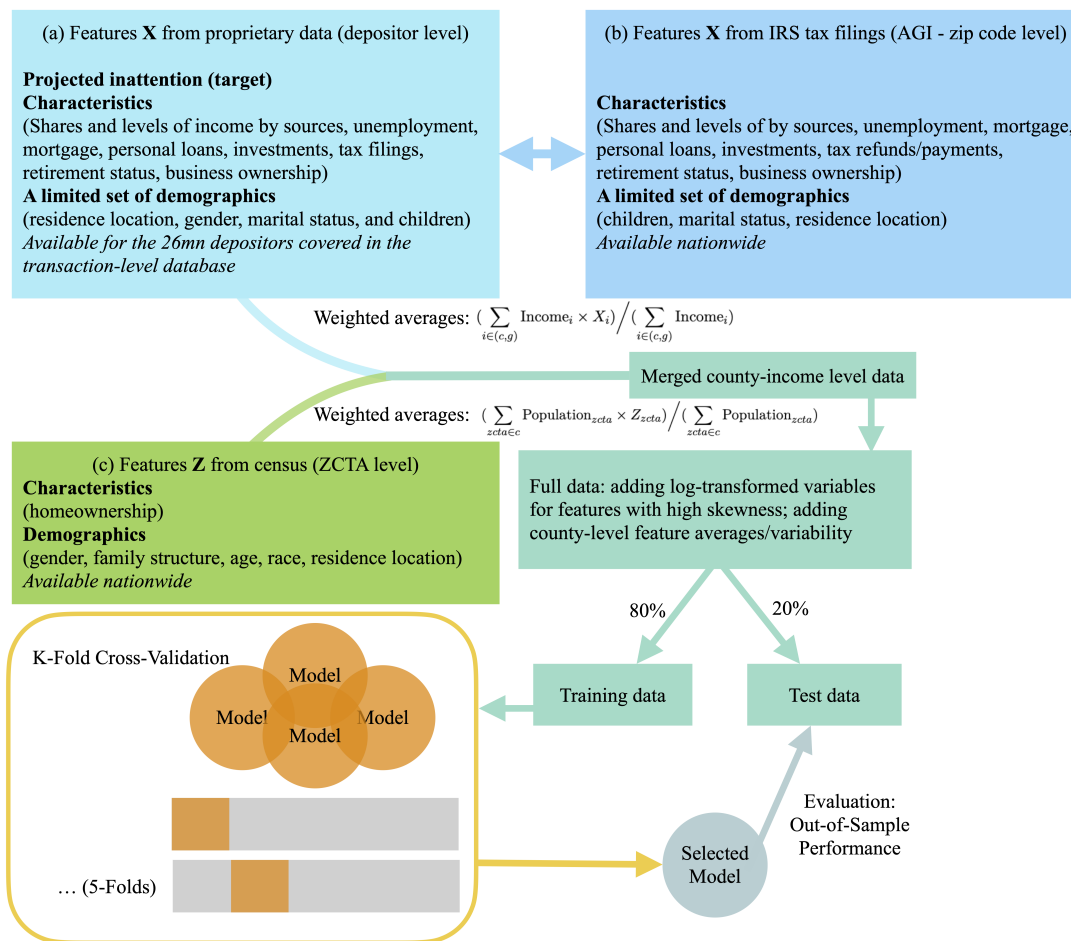 (a) Features X from proprietary data (depositor level)
Projected inattention (target)
Characteristics
(Shares and levels of income by sources, unemployment,
mortgage, personal loans, investments, tax filings,
retirement status, business ownership)
A limited set of demographics
(residence location, gender, marital status, and children)
Available for the 26mn depositors covered in the
transaction-level database
(b) Features X from IRS tax filings (AGI - zip code level)
Characteristics
(Shares and levels of by sources, unemployment, mortgage,
personal loans, investments, tax refunds/payments,
retirement status, business ownership)
A limited set of demographics
(children, marital status, residence location)
Available nationwide
Weighted averages: (∑_{i∈(c,g)} Income_i × X_i) / (∑_{i∈(c,g)} Income_i)
Merged county-income level data
Weighted averages: (∑_{zcta∈c} Population_{zcta} × Z_{zcta}) / (∑_{zcta∈c} Population_{zcta})
(c) Features Z from census (ZCTA level)
Characteristics
(homeownership)
Demographics
(gender, family structure, age, race, residence location)
Available nationwide
Full data: adding log-transformed variables
for features with high skewness; adding
county-level feature averages/variability
80%
20%
Training data
Test data
K-Fold Cross-Validation
Model
Model
Model
Model
… (5-Folds)
Selected
Model
Evaluation:
Out-of-Sample
Performance